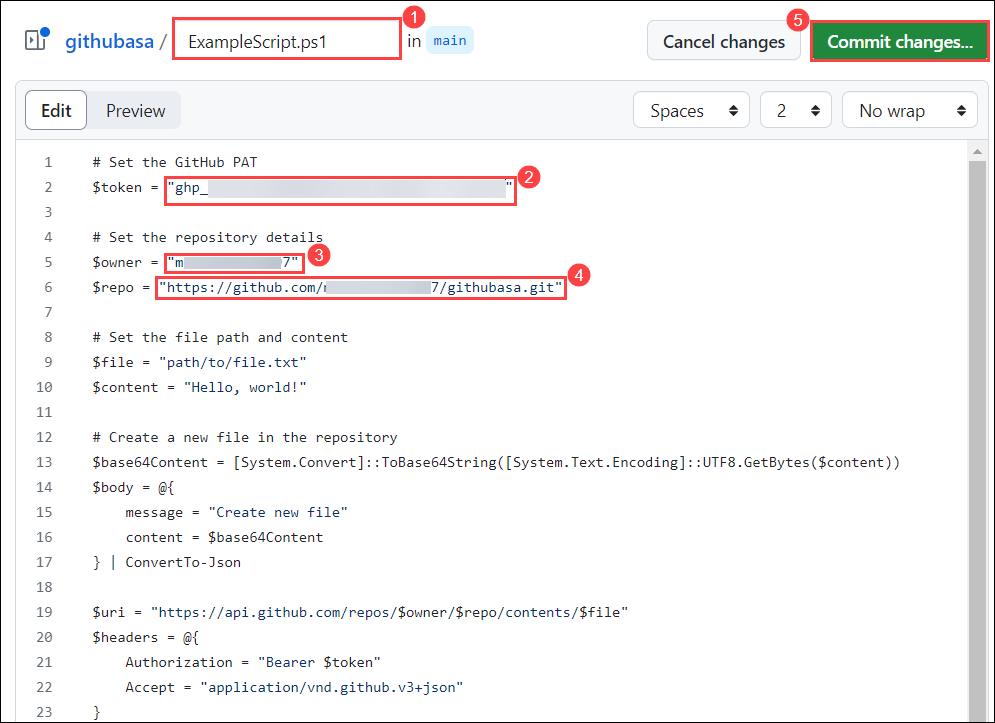 1
githubasa / ExampleScript.ps1 in main Cancel changes 5 Commit changes...
Edit Preview Spaces 2 No wrap
1 # Set the GitHub PAT
2 $token = "ghp_ " 2
3
4 # Set the repository details
5 $owner = "m 7" 3
6 $repo = "https://github.com/ 7/githubasa.git" 4
7
8 # Set the file path and content
9 $file = "path/to/file.txt"
10 $content = "Hello, world!"
11
12 # Create a new file in the repository
13 $base64Content = [System.Convert]::ToBase64String([System.Text.Encoding]::UTF8.GetBytes($content))
14 $body = @{
15     message = "Create new file"
16     content = $base64Content
17 } | ConvertTo-Json
18
19 $uri = "https://api.github.com/repos/$owner/$repo/contents/$file"
20 $headers = @{
21     Authorization = "Bearer $token"
22     Accept = "application/vnd.github.v3+json"
23 }